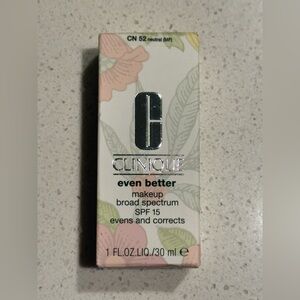 CN 52 neutral (MF)
C
CLINIQUE
even better
makeup
broad spectrum
SPF 15
evens and corrects
1 FL.OZ.LIQ./30 ml e